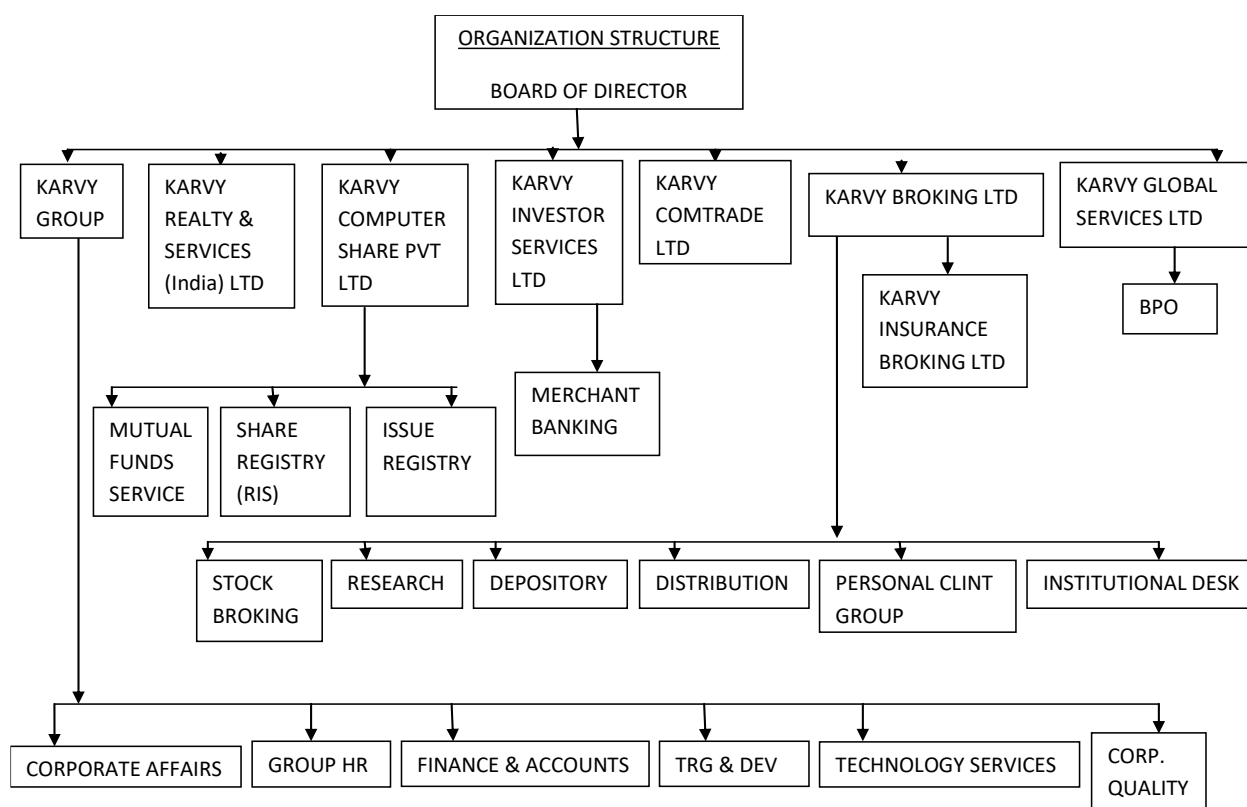 ORGANIZATION STRUCTURE
BOARD OF DIRECTOR
KARVY
GROUP
KARVY
REALTY &
SERVICES
(India) LTD
KARVY
COMPUTER
SHARE PVT
LTD
KARVY
INVESTOR
SERVICES
LTD
KARVY
COMTRADE
LTD
KARVY BROKING LTD
KARVY GLOBAL
SERVICES LTD
KARVY
INSURANCE
BROKING LTD
BPO
MERCHANT
BANKING
MUTUAL
FUNDS
SERVICE
SHARE
REGISTRY
(RIS)
ISSUE
REGISTRY
STOCK
BROKING
RESEARCH
DEPOSITORY
DISTRIBUTION
PERSONAL CLINT
GROUP
INSTITUTIONAL DESK
CORPORATE AFFAIRS
GROUP HR
FINANCE & ACCOUNTS
TRG & DEV
TECHNOLOGY SERVICES
CORP.
QUALITY